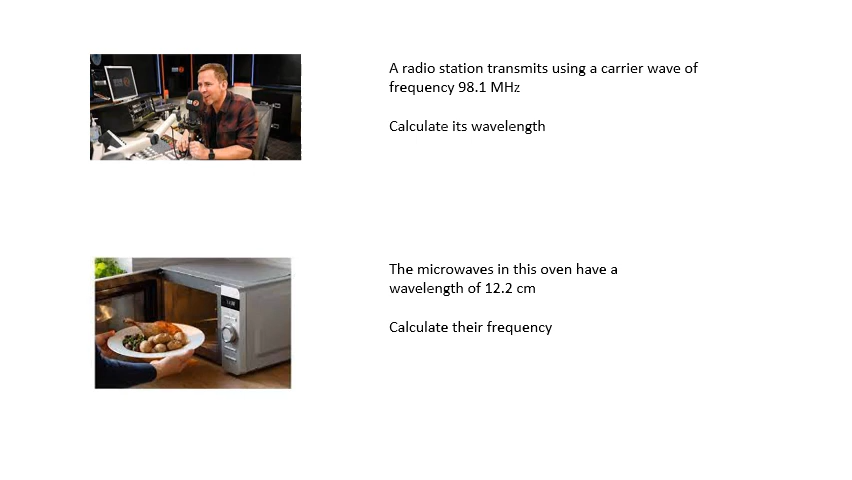 A radio station transmits using a carrier wave of
frequency 98.1 MHz
Calculate its wavelength
The microwaves in this oven have a
wavelength of 12.2 cm
Calculate their frequency